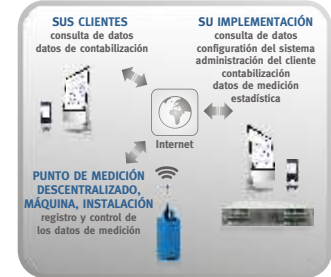 SUS CLIENTES
consulta de datos
datos de contabilización
SU IMPLEMENTACIÓN
consulta de datos
configuratión del sistema
administración del cliente
contabilización
datos de medición
estadística
Internet
PUNTO DE MEDICIÓN
DESCENTRALIZADO,
MÁQUINA, INSTALACIÓN
registro y control de
los datos de medición